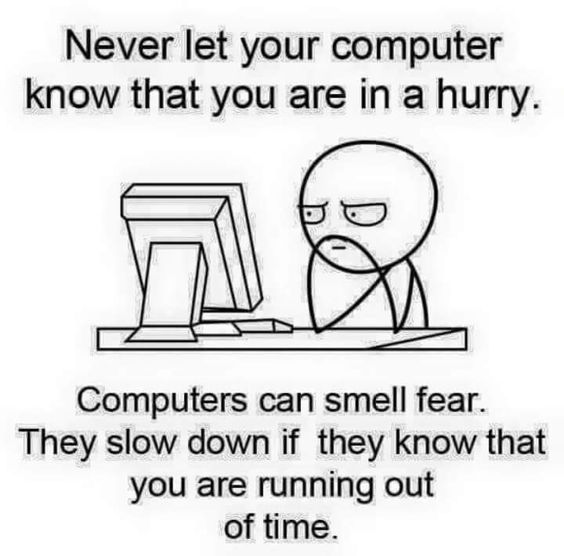 Never let your computer
know that you are in a hurry.
Computers can smell fear.
They slow down if  they know that
you are running out
of time.